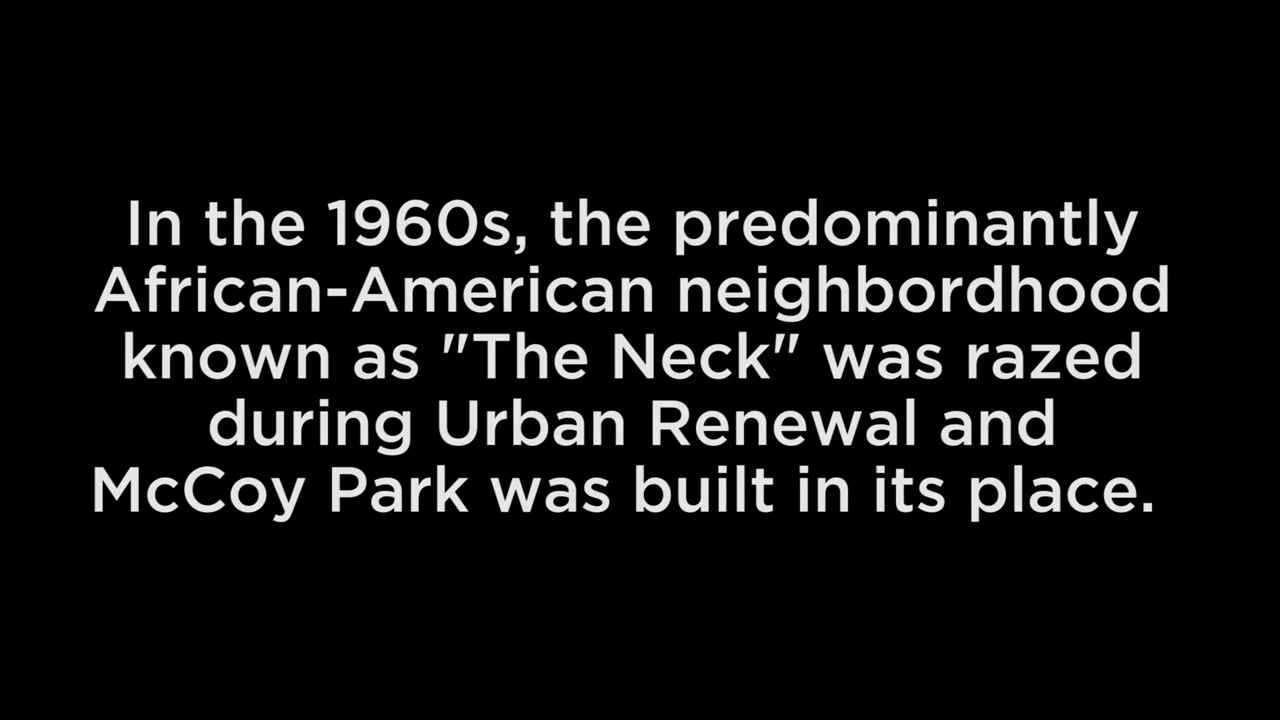 In the 1960s, the predominantly
African-American neighbordhood
known as "The Neck" was razed
during Urban Renewal and
McCoy Park was built in its place.